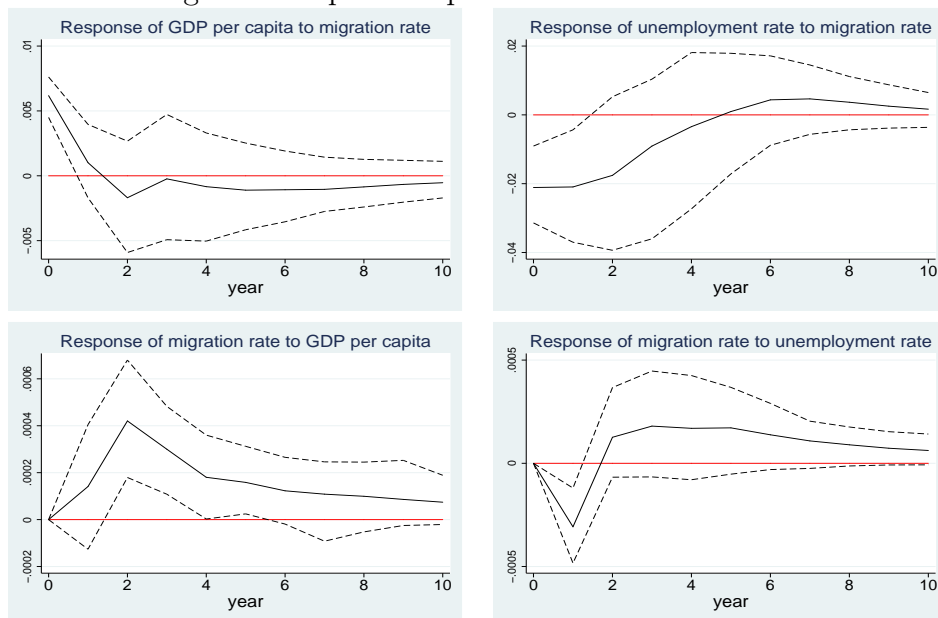 Response of GDP per capita to migration rate
.01
.005
0
-.005
0 2 4 6 8 10
year
Response of unemployment rate to migration rate
.02
0
-.02
-.04
0 2 4 6 8 10
year
Response of migration rate to GDP per capita
.0006
.0004
.0002
0
-.0002
0 2 4 6 8 10
year
Response of migration rate to unemployment rate
.0005
0
-.0005
0 2 4 6 8 10
year